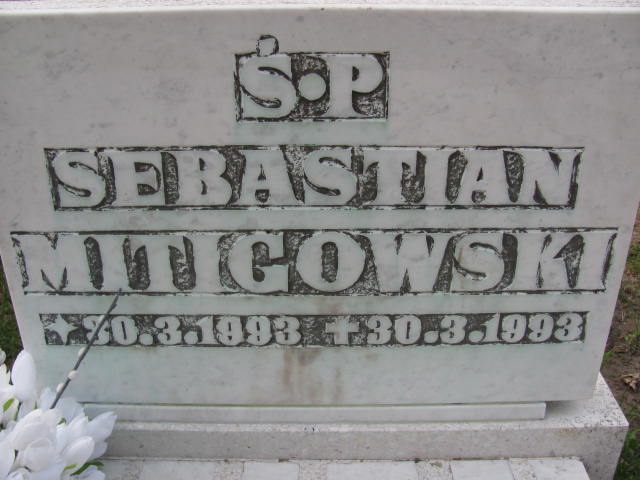 Ś·P
SEBASTIAN
MITIGOWSKI
★30.3.1993 ✝30.3.1993